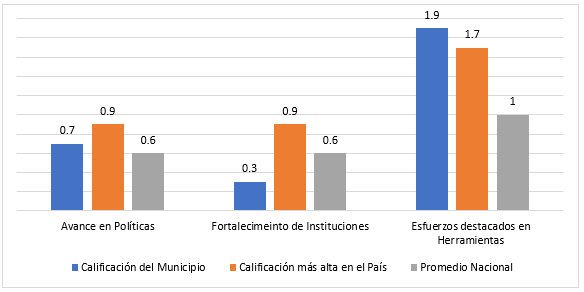 1.9
1.7
1
0.9
0.9
0.7
0.6
0.6
0.3
Avance en Políticas
Fortalecimeinto de Instituciones
Esfuerzos destacados en
Herramientas
Calificación del Municipio
Calificación más alta en el País
Promedio Nacional